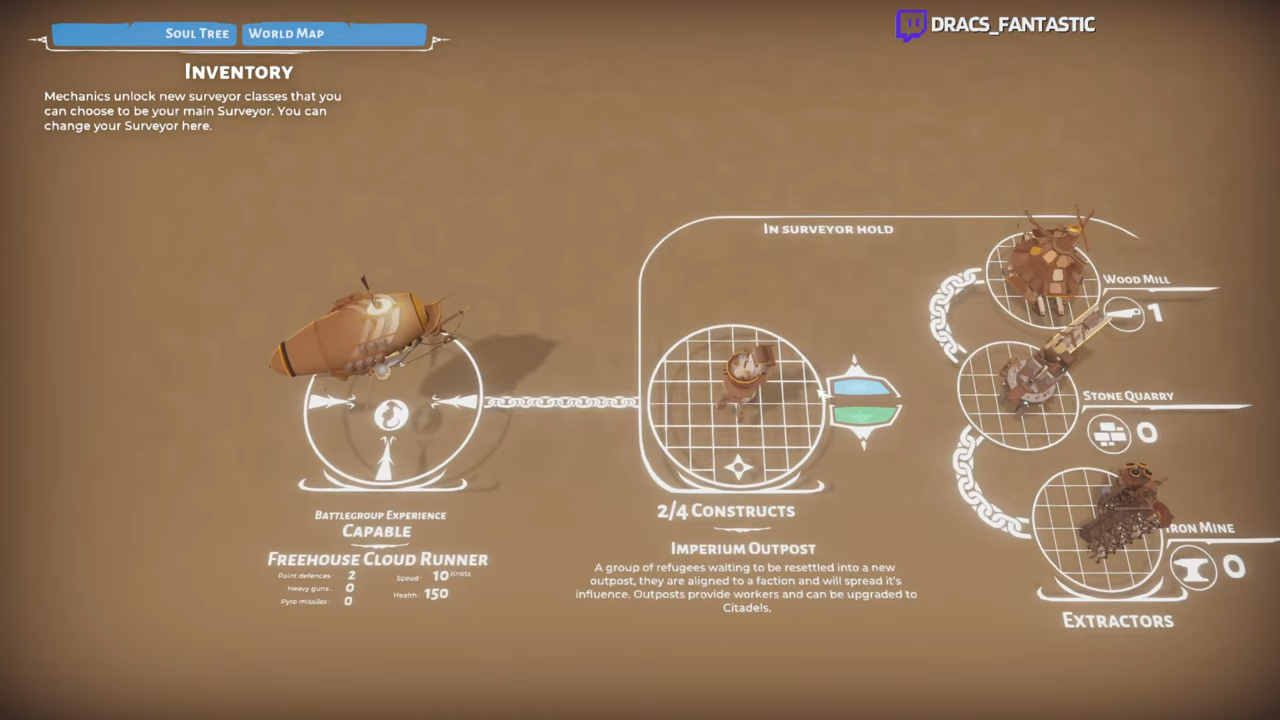 SOUL TREE
WORLD MAP
DRACS_FANTASTIC
INVENTORY
Mechanics unlock new surveyor classes that you
can choose to be your main Surveyor. You can
change your Surveyor here.
IN SURVEYOR HOLD
WOOD MILL
1
STONE QUARRY
0
IRON MINE
0
EXTRACTORS
2/4 CONSTRUCTS
IMPERIUM OUTPOST
A group of refugees waiting to be resettled into a new
outpost, they are aligned to a faction and will spread it's
influence. Outposts provide workers and can be upgraded to
Citadels.
BATTLEGROUP EXPERIENCE
CAPABLE
FREEHOUSE CLOUD RUNNER
Point defences: 2
Heavy guns: 0
Pyro missiles: 0
Speed: 10 Knots
Health: 150